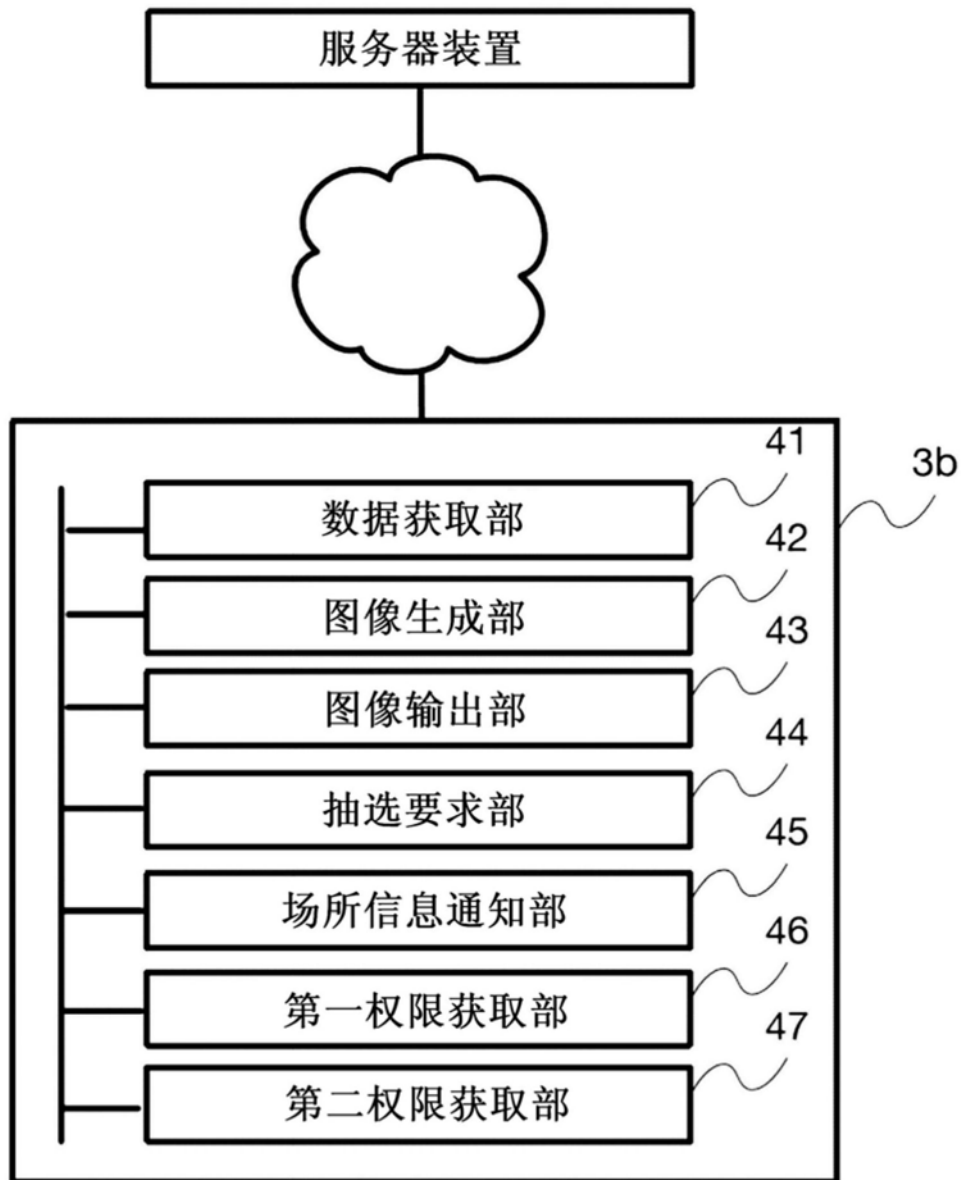 服务器装置
41
3b
数据获取部
42
图像生成部
43
图像输出部
44
抽选要求部
45
场所信息通知部
46
第一权限获取部
47
第二权限获取部